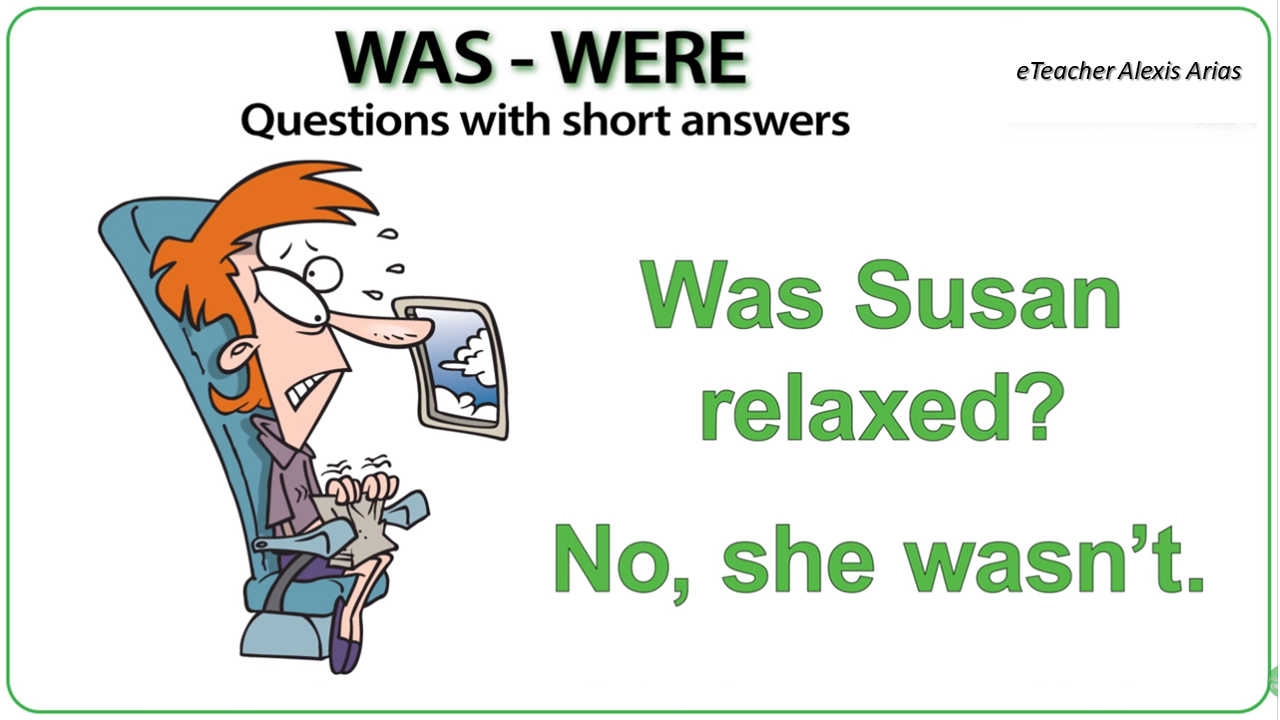 WAS - WERE
eTeacher Alexis Arias
Questions with short answers
Was Susan
relaxed?
No, she wasn’t.